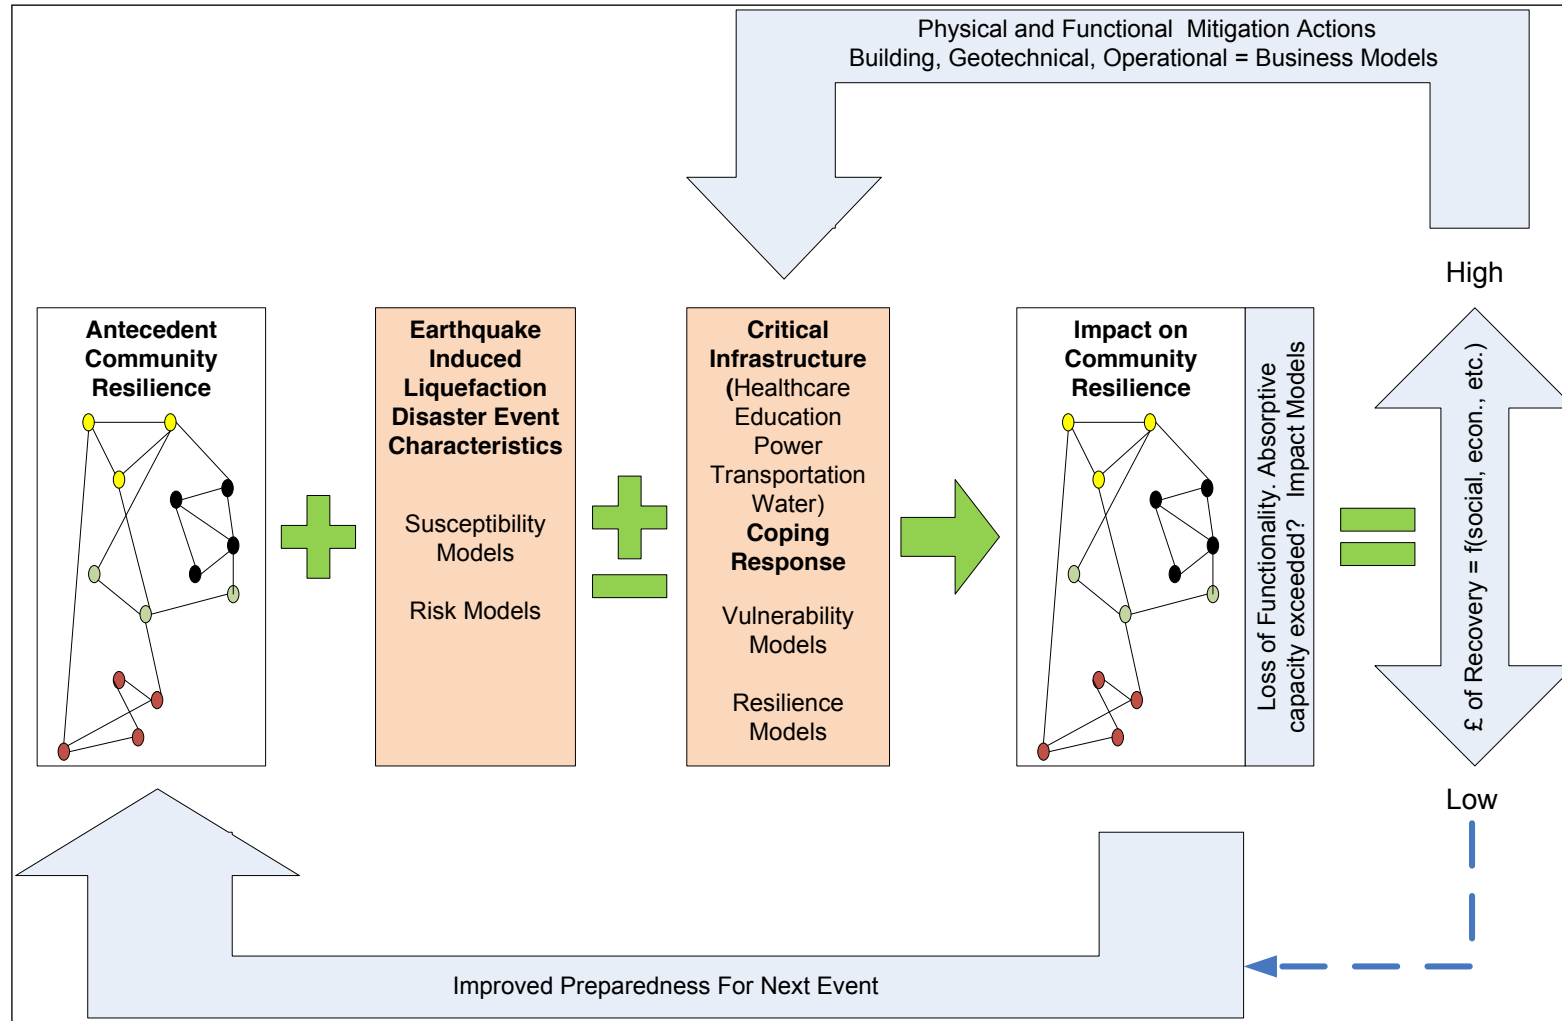 Physical and Functional Mitigation Actions
Building, Geotechnical, Operational = Business Models
High
Antecedent
Community
Resilience
Earthquake
Induced
Liquefaction
Disaster Event
Characteristics
Susceptibility
Models
Risk Models
Critical
Infrastructure
(Healthcare
Education
Power
Transportation
Water)
Coping
Response
Vulnerability
Models
Resilience
Models
Impact on
Community
Resilience
Loss of Functionality. Absorptive
capacity exceeded? Impact Models
£ of Recovery = f(social, econ., etc.)
Low
Improved Preparedness For Next Event